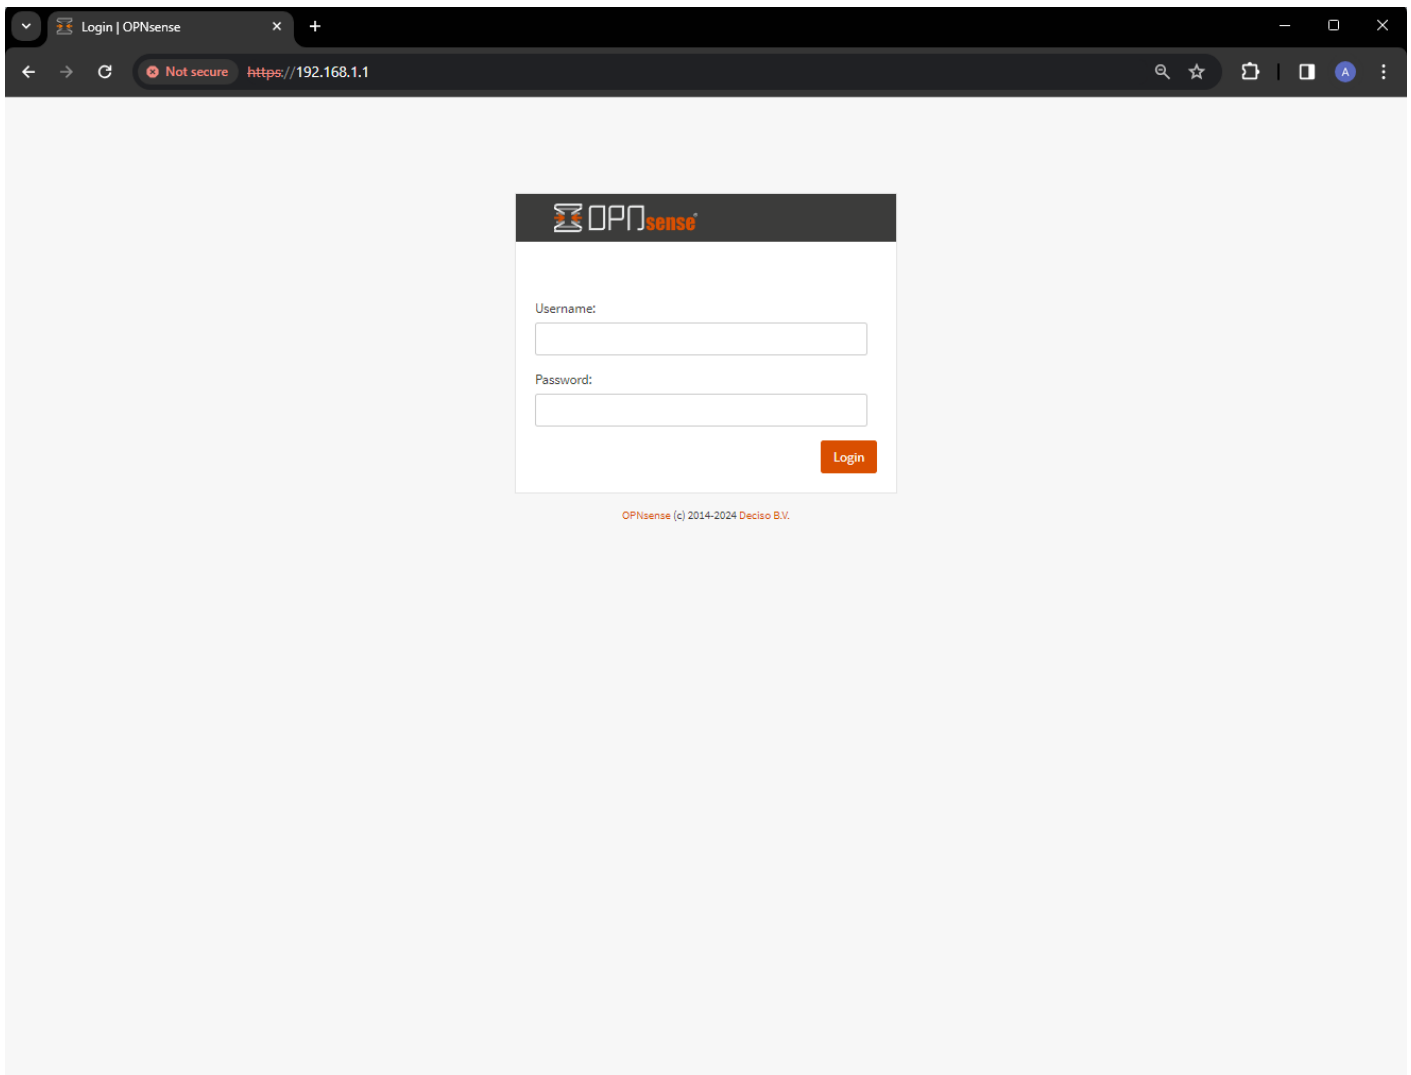 Login | OPNsense
Not secure https://192.168.1.1
A
OPNsense®
Username:
Password:
Login
OPNsense (c) 2014-2024 Deciso B.V.